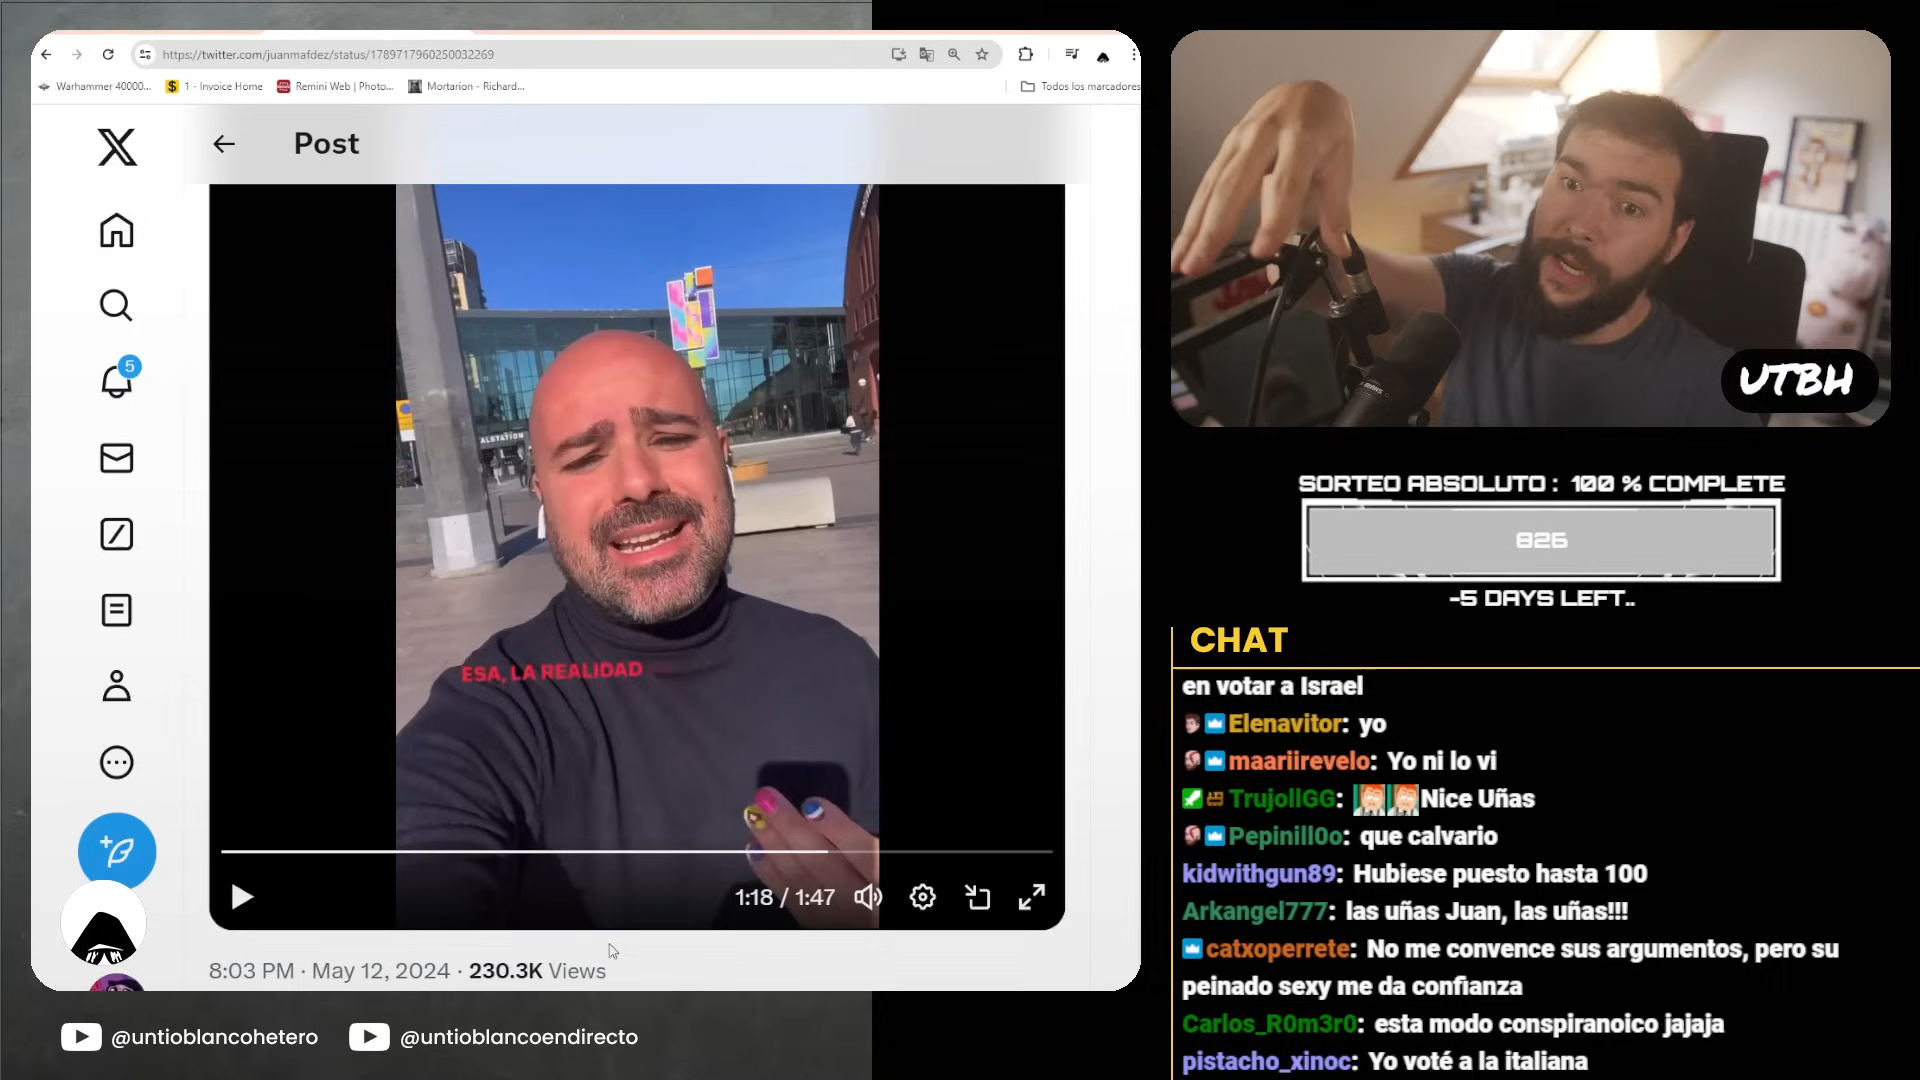 https://twitter.com/juanmafdez/status/1789717960250032269
Warhammer 40000...
1 - Invoice Home
Remini Web | Photo...
Mortarion - Richard...
Todos los marcadores
Post
5
ALSTATION
ESA, LA REALIDAD
1:18 / 1:47
8:03 PM · May 12, 2024 · 230.3K Views
@untioblancohetero
@untioblancoendirecto
UTBH
SORTEO ABSOLUTO : 100 % COMPLETE
826
-5 DAYS LEFT..
CHAT
en votar a Israel
Elenavitor: yo
maariirevelo: Yo ni lo vi
TrujollGG: Nice Uñas
Pepinill0o: que calvario
kidwithgun89: Hubiese puesto hasta 100
Arkangel777: las uñas Juan, las uñas!!!
catxoperrete: No me convence sus argumentos, pero su
peinado sexy me da confianza
Carlos_R0m3r0: esta modo conspiranoico jajaja
pistacho_xinoc: Yo voté a la italiana